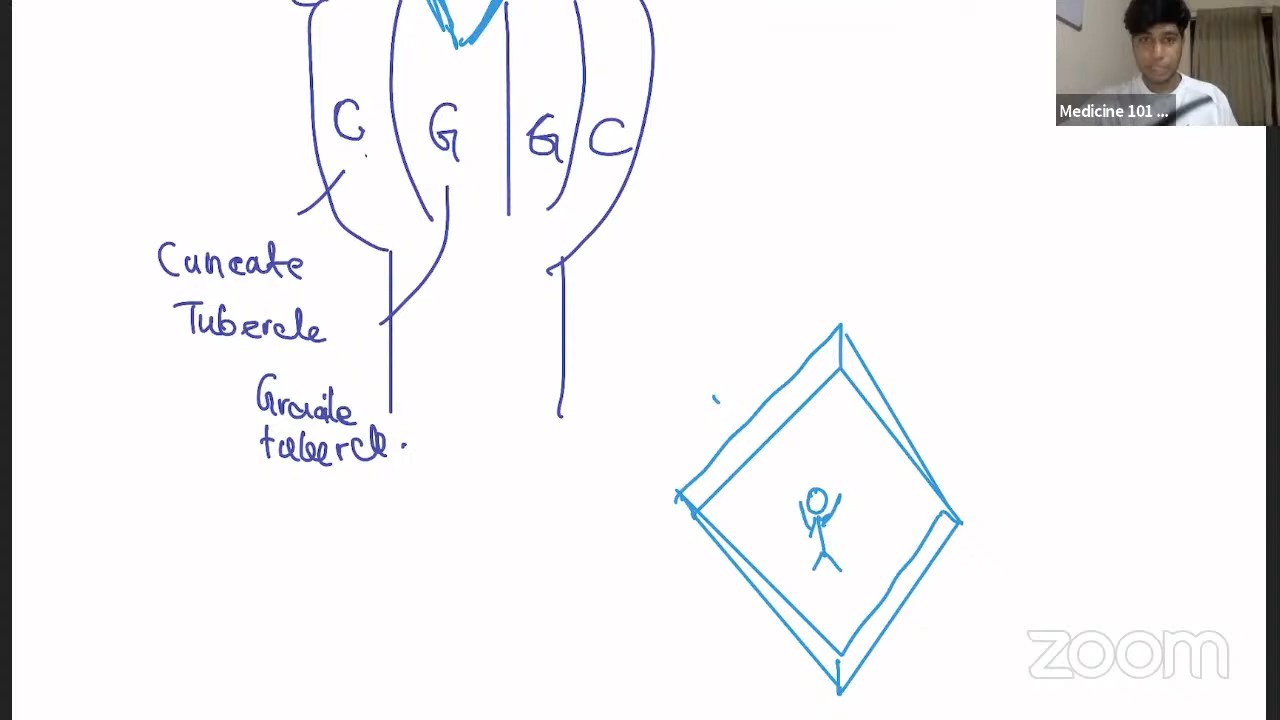 C G G C
Medicine 101 ...
Cuneate
Tubercle
Gracile
tubercle.
zoom